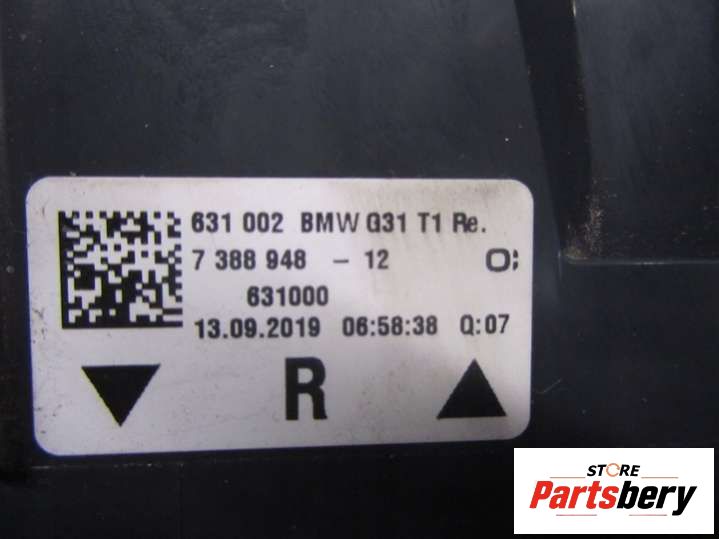 631 002 BMW G31 T1 Re.
7 388 948 - 12 O;
631000
13.09.2019 06:58:38 Q:07
R
STORE
Partsbery